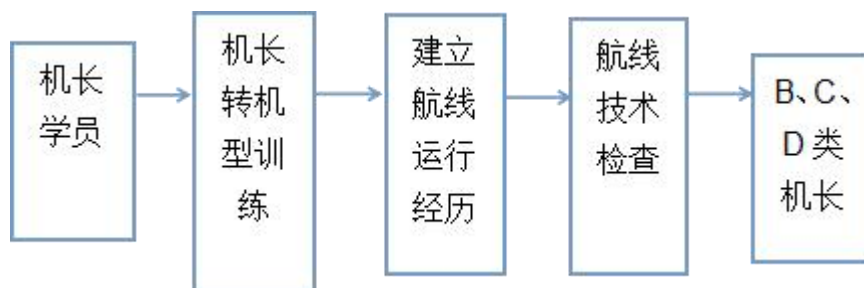 机长
学员
机长
转机
型训
练
建立
航线
运行
经历
航线
技术
检查
B、C、
D 类
机长